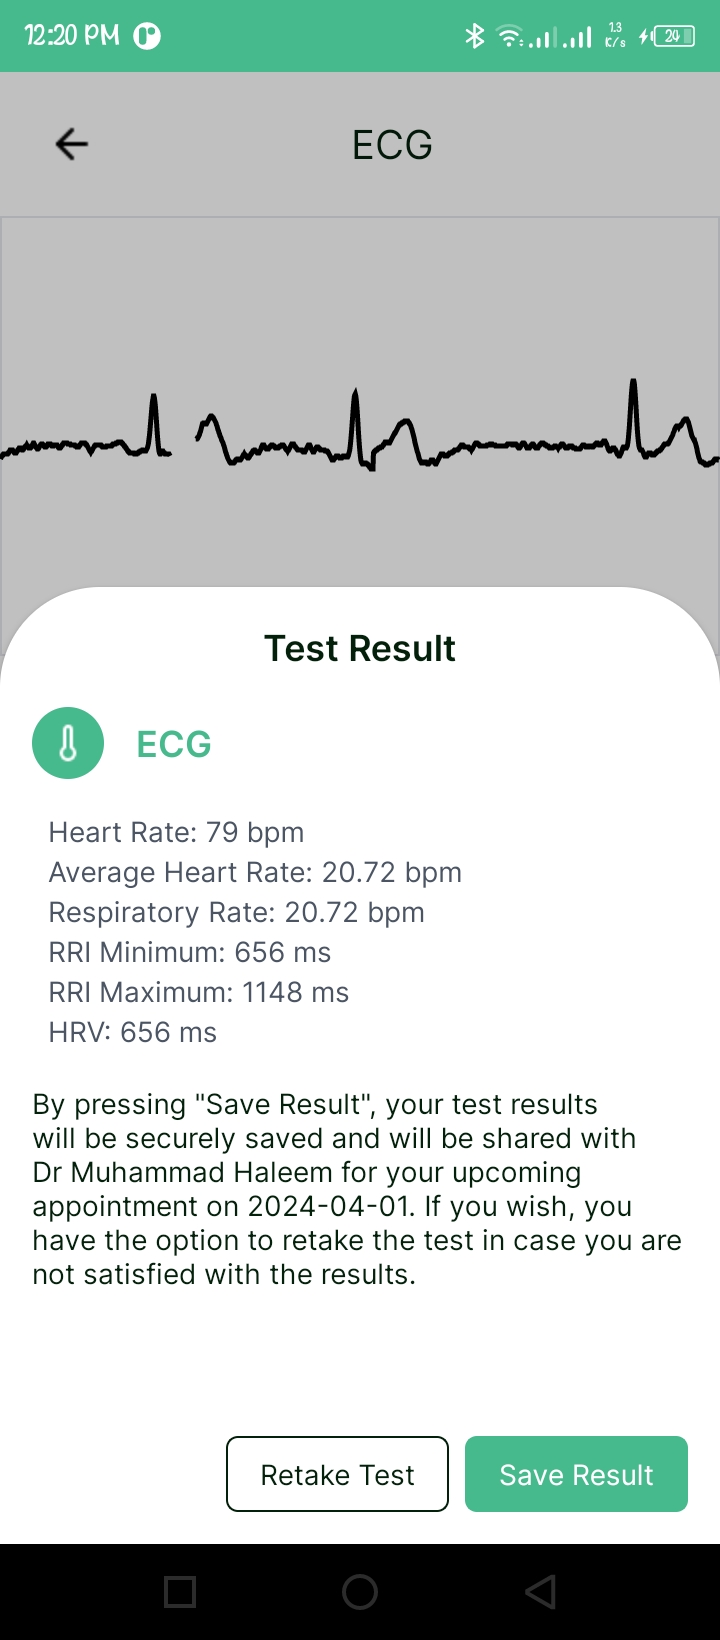 12:20 PM
1.3
K/s
24
ECG
Test Result
ECG
Heart Rate: 79 bpm
Average Heart Rate: 20.72 bpm
Respiratory Rate: 20.72 bpm
RRI Minimum: 656 ms
RRI Maximum: 1148 ms
HRV: 656 ms
By pressing "Save Result", your test results
will be securely saved and will be shared with
Dr Muhammad Haleem for your upcoming
appointment on 2024-04-01. If you wish, you
have the option to retake the test in case you are
not satisfied with the results.
Retake Test
Save Result